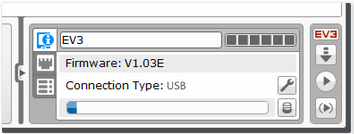 EV3
EV3
Firmware: V1.03E
Connection Type: USB